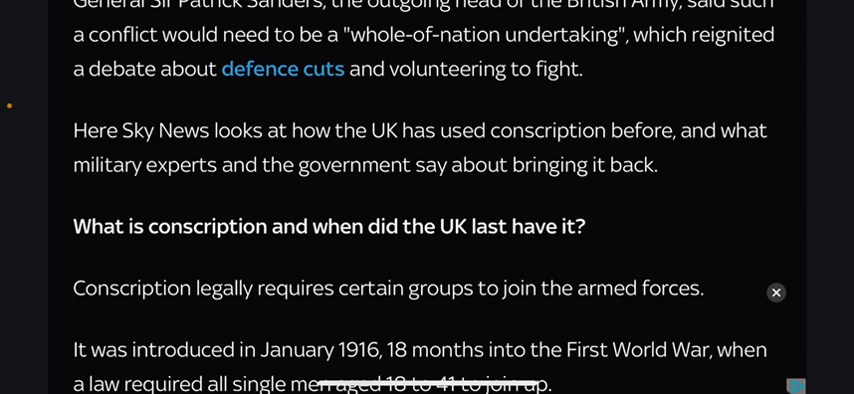 General Sir Patrick Sanders, the outgoing head of the British Army, said such
a conflict would need to be a "whole-of-nation undertaking", which reignited
a debate about defence cuts and volunteering to fight.
Here Sky News looks at how the UK has used conscription before, and what
military experts and the government say about bringing it back.
What is conscription and when did the UK last have it?
Conscription legally requires certain groups to join the armed forces.
It was introduced in January 1916, 18 months into the First World War, when
a law required all single men aged 18 to 41 to join up.